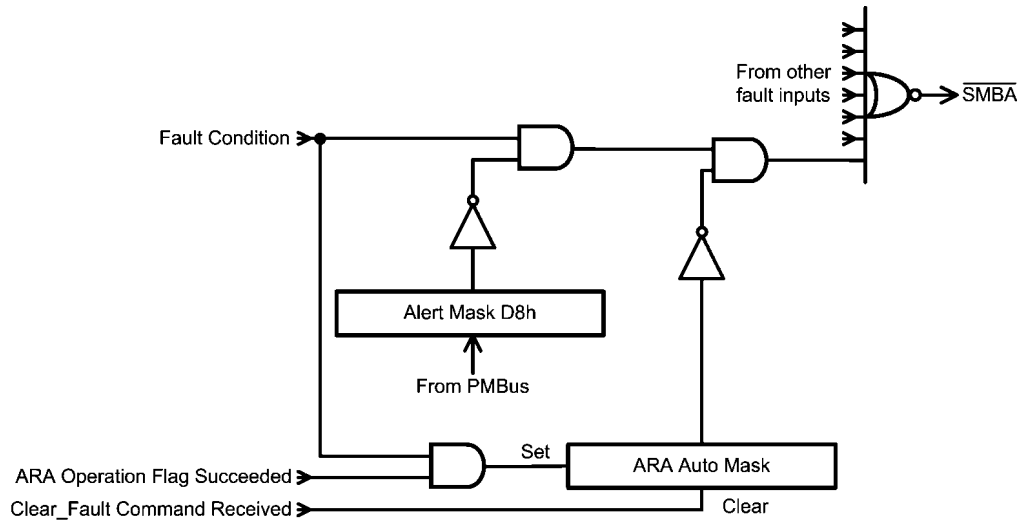 From other
fault inputs
SMBA
Fault Condition
Alert Mask D8h
From PMBus
Set
ARA Auto Mask
ARA Operation Flag Succeeded
Clear_Fault Command Received
Clear